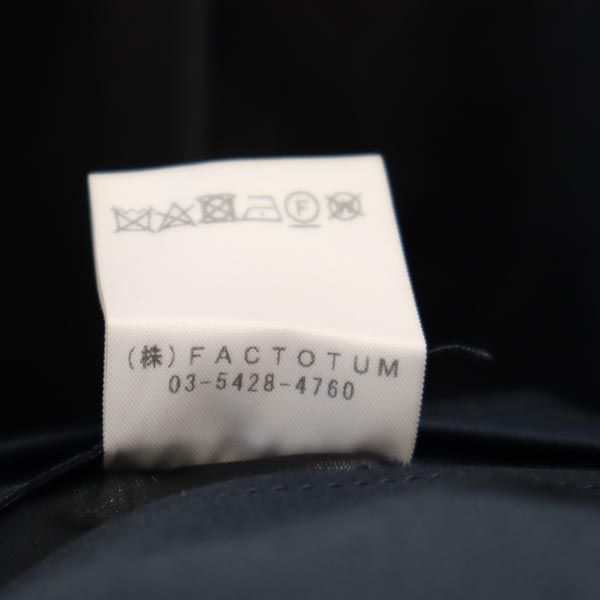 F W
(株) FACTOTUM
03-5428-4760